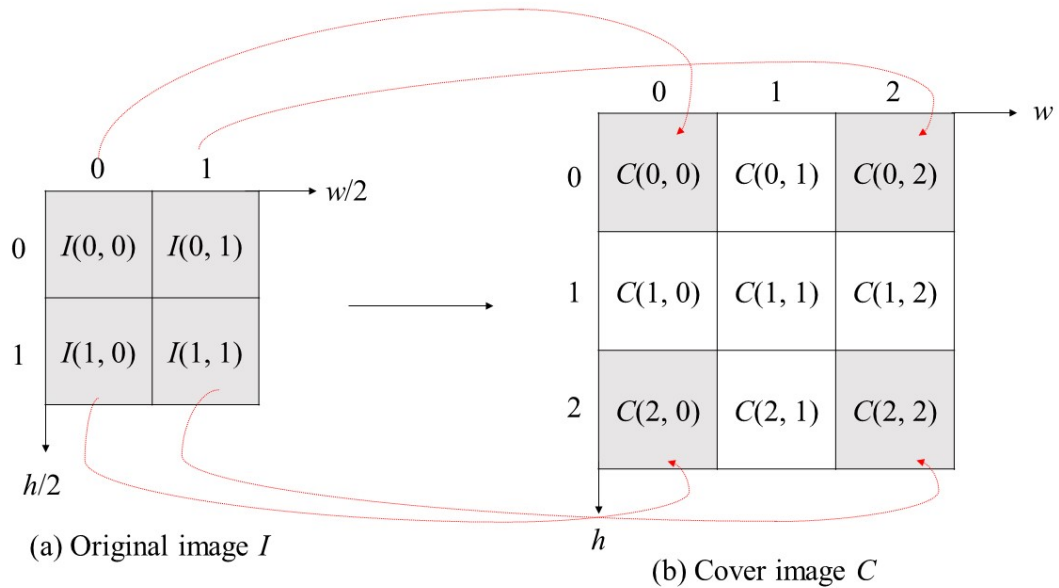 0 1 2 w
0 1 w/2
0 C(0, 0) C(0, 1) C(0, 2)
0 I(0, 0) I(0, 1)
1 C(1, 0) C(1, 1) C(1, 2)
1 I(1, 0) I(1, 1)
2 C(2, 0) C(2, 1) C(2, 2)
h/2
h
(a) Original image I
(b) Cover image C